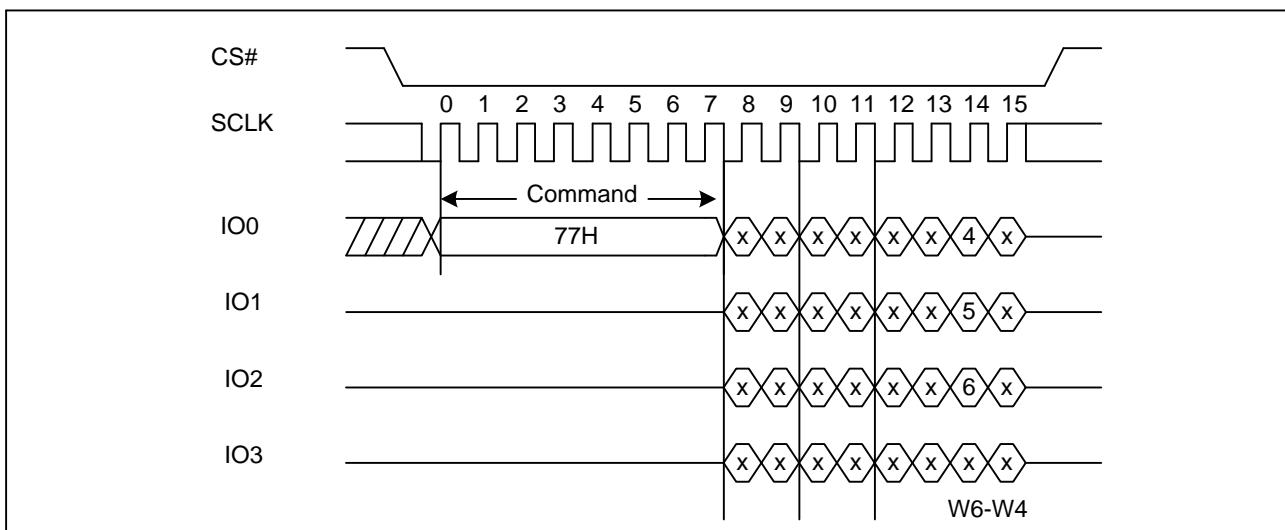 CS#
0 1 2 3 4 5 6 7 8 9 10 11 12 13 14 15
SCLK
Command
IO0 77H x x x x x x 4 x
IO1 x x x x x x 5 x
IO2 x x x x x x 6 x
IO3 x x x x x x x x
W6-W4